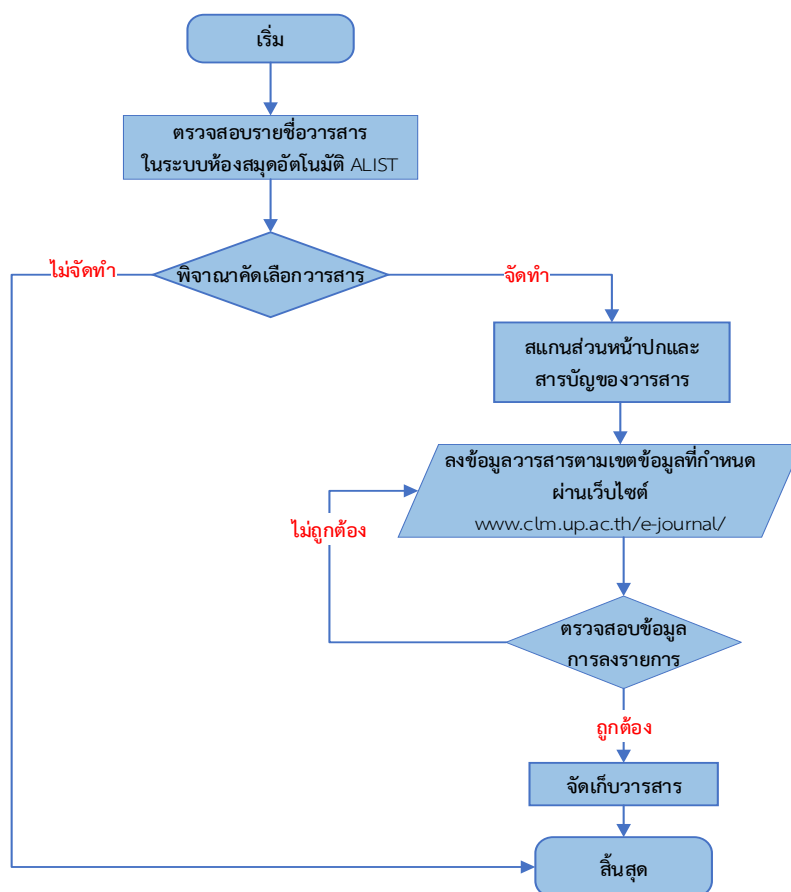 เริ่ม
ตรวจสอบรายชื่อวารสาร
ในระบบห้องสมุดอัตโนมัติ ALIST
พิจาณาคัดเลือกวารสาร
ไม่จัดทำ
จัดทำ
สแกนส่วนหน้าปกและ
สารบัญของวารสาร
ลงข้อมูลวารสารตามเขตข้อมูลที่กำหนด
ผ่านเว็บไซต์
www.clm.up.ac.th/e-journal/
ไม่ถูกต้อง
ตรวจสอบข้อมูล
การลงรายการ
ถูกต้อง
จัดเก็บวารสาร
สิ้นสุด